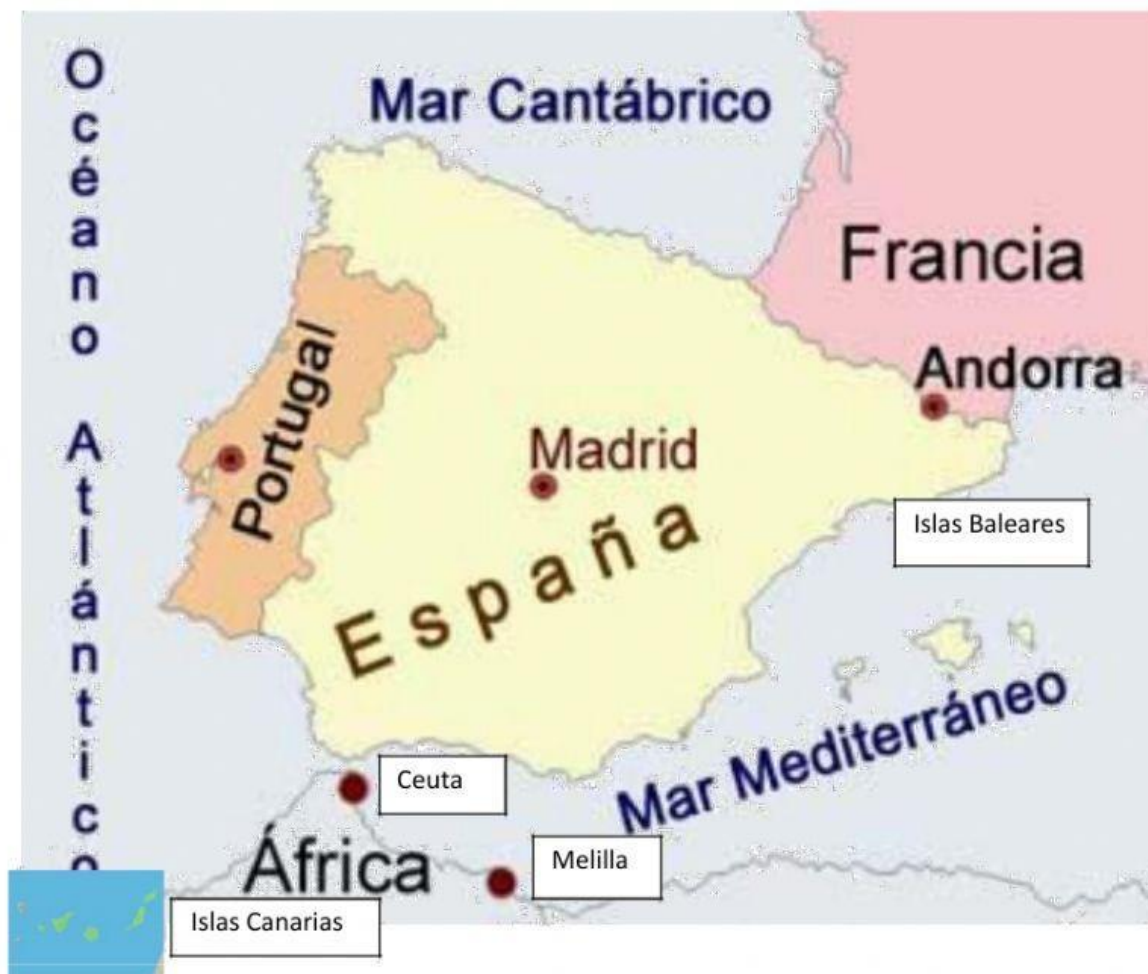 Océano Atlántico
Mar Cantábrico
Francia
Andorra
Portugal
Madrid
España
Islas Baleares
Mar Mediterráneo
Ceuta
África
Melilla
Islas Canarias